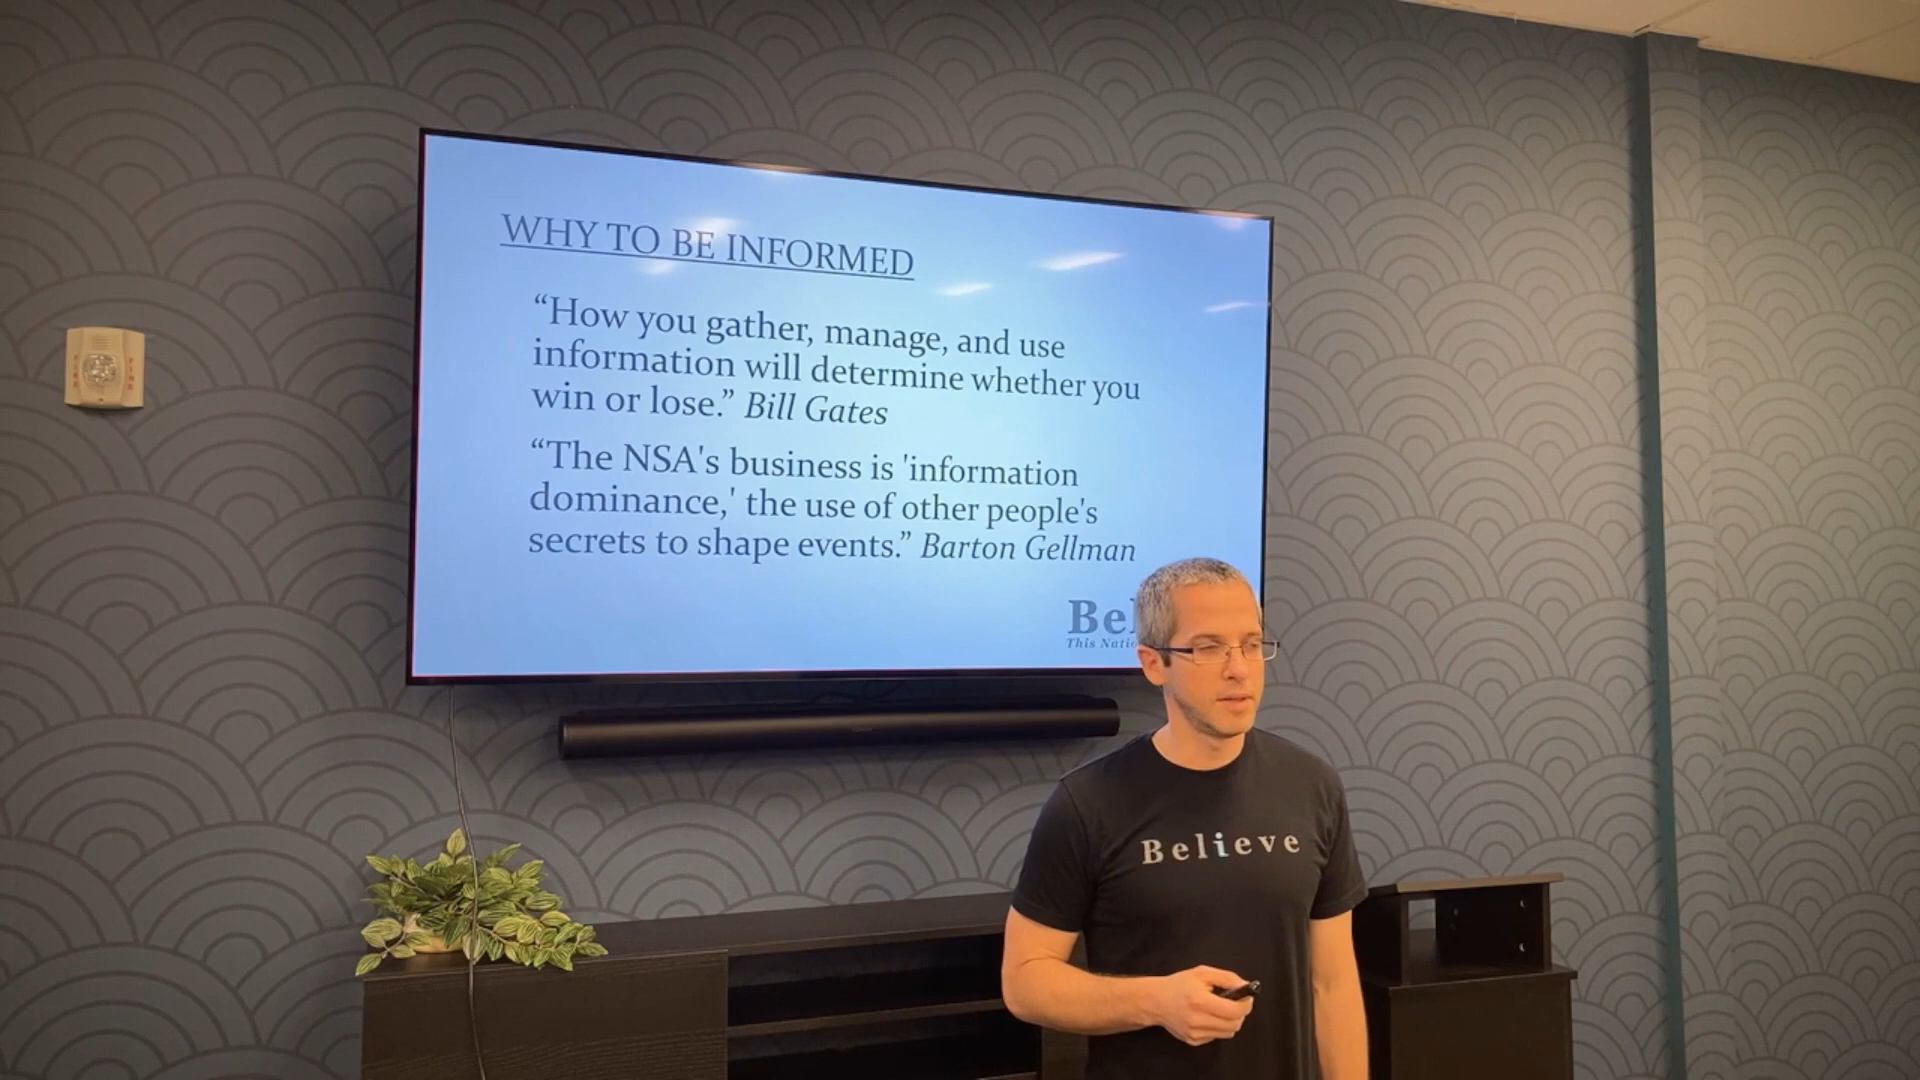 WHY TO BE INFORMED
“How you gather, manage, and use
information will determine whether you
win or lose.” Bill Gates
“The NSA's business is 'information
dominance,' the use of other people's
secrets to shape events.” Barton Gellman
This
Believe
FIRE
FIRE